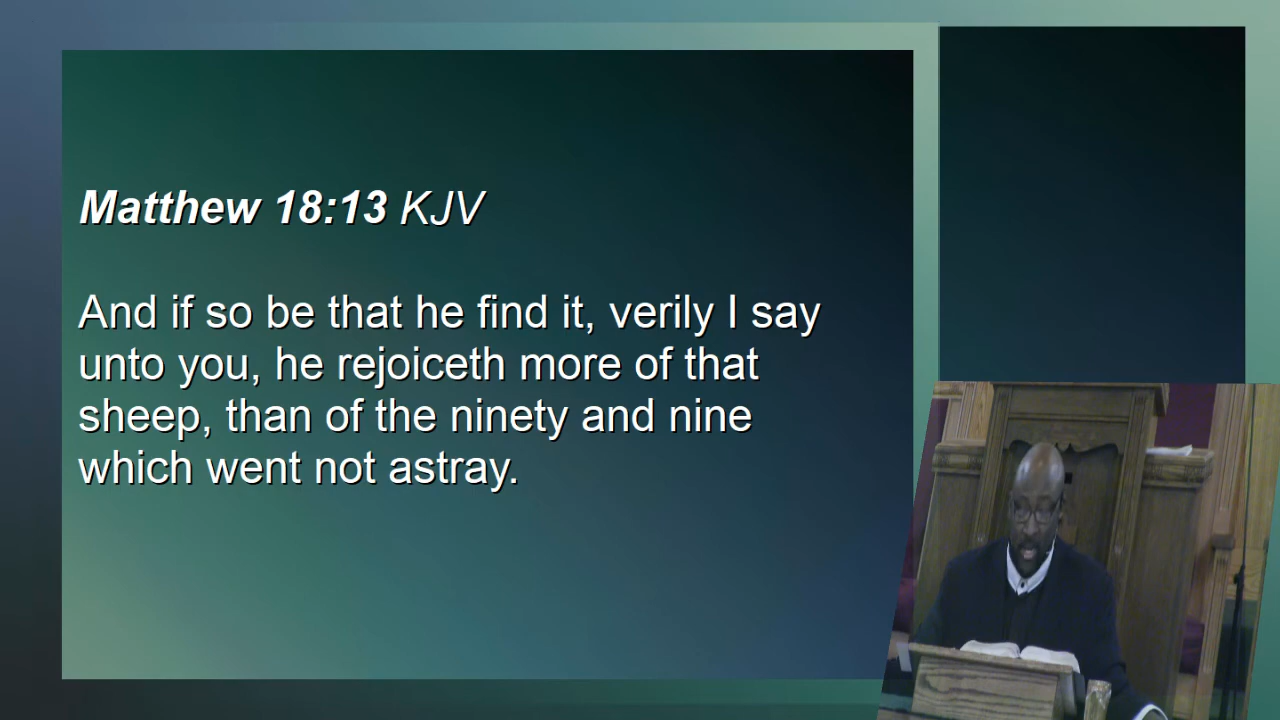 Matthew 18:13 KJV
And if so be that he find it, verily I say
unto you, he rejoiceth more of that
sheep, than of the ninety and nine
which went not astray.